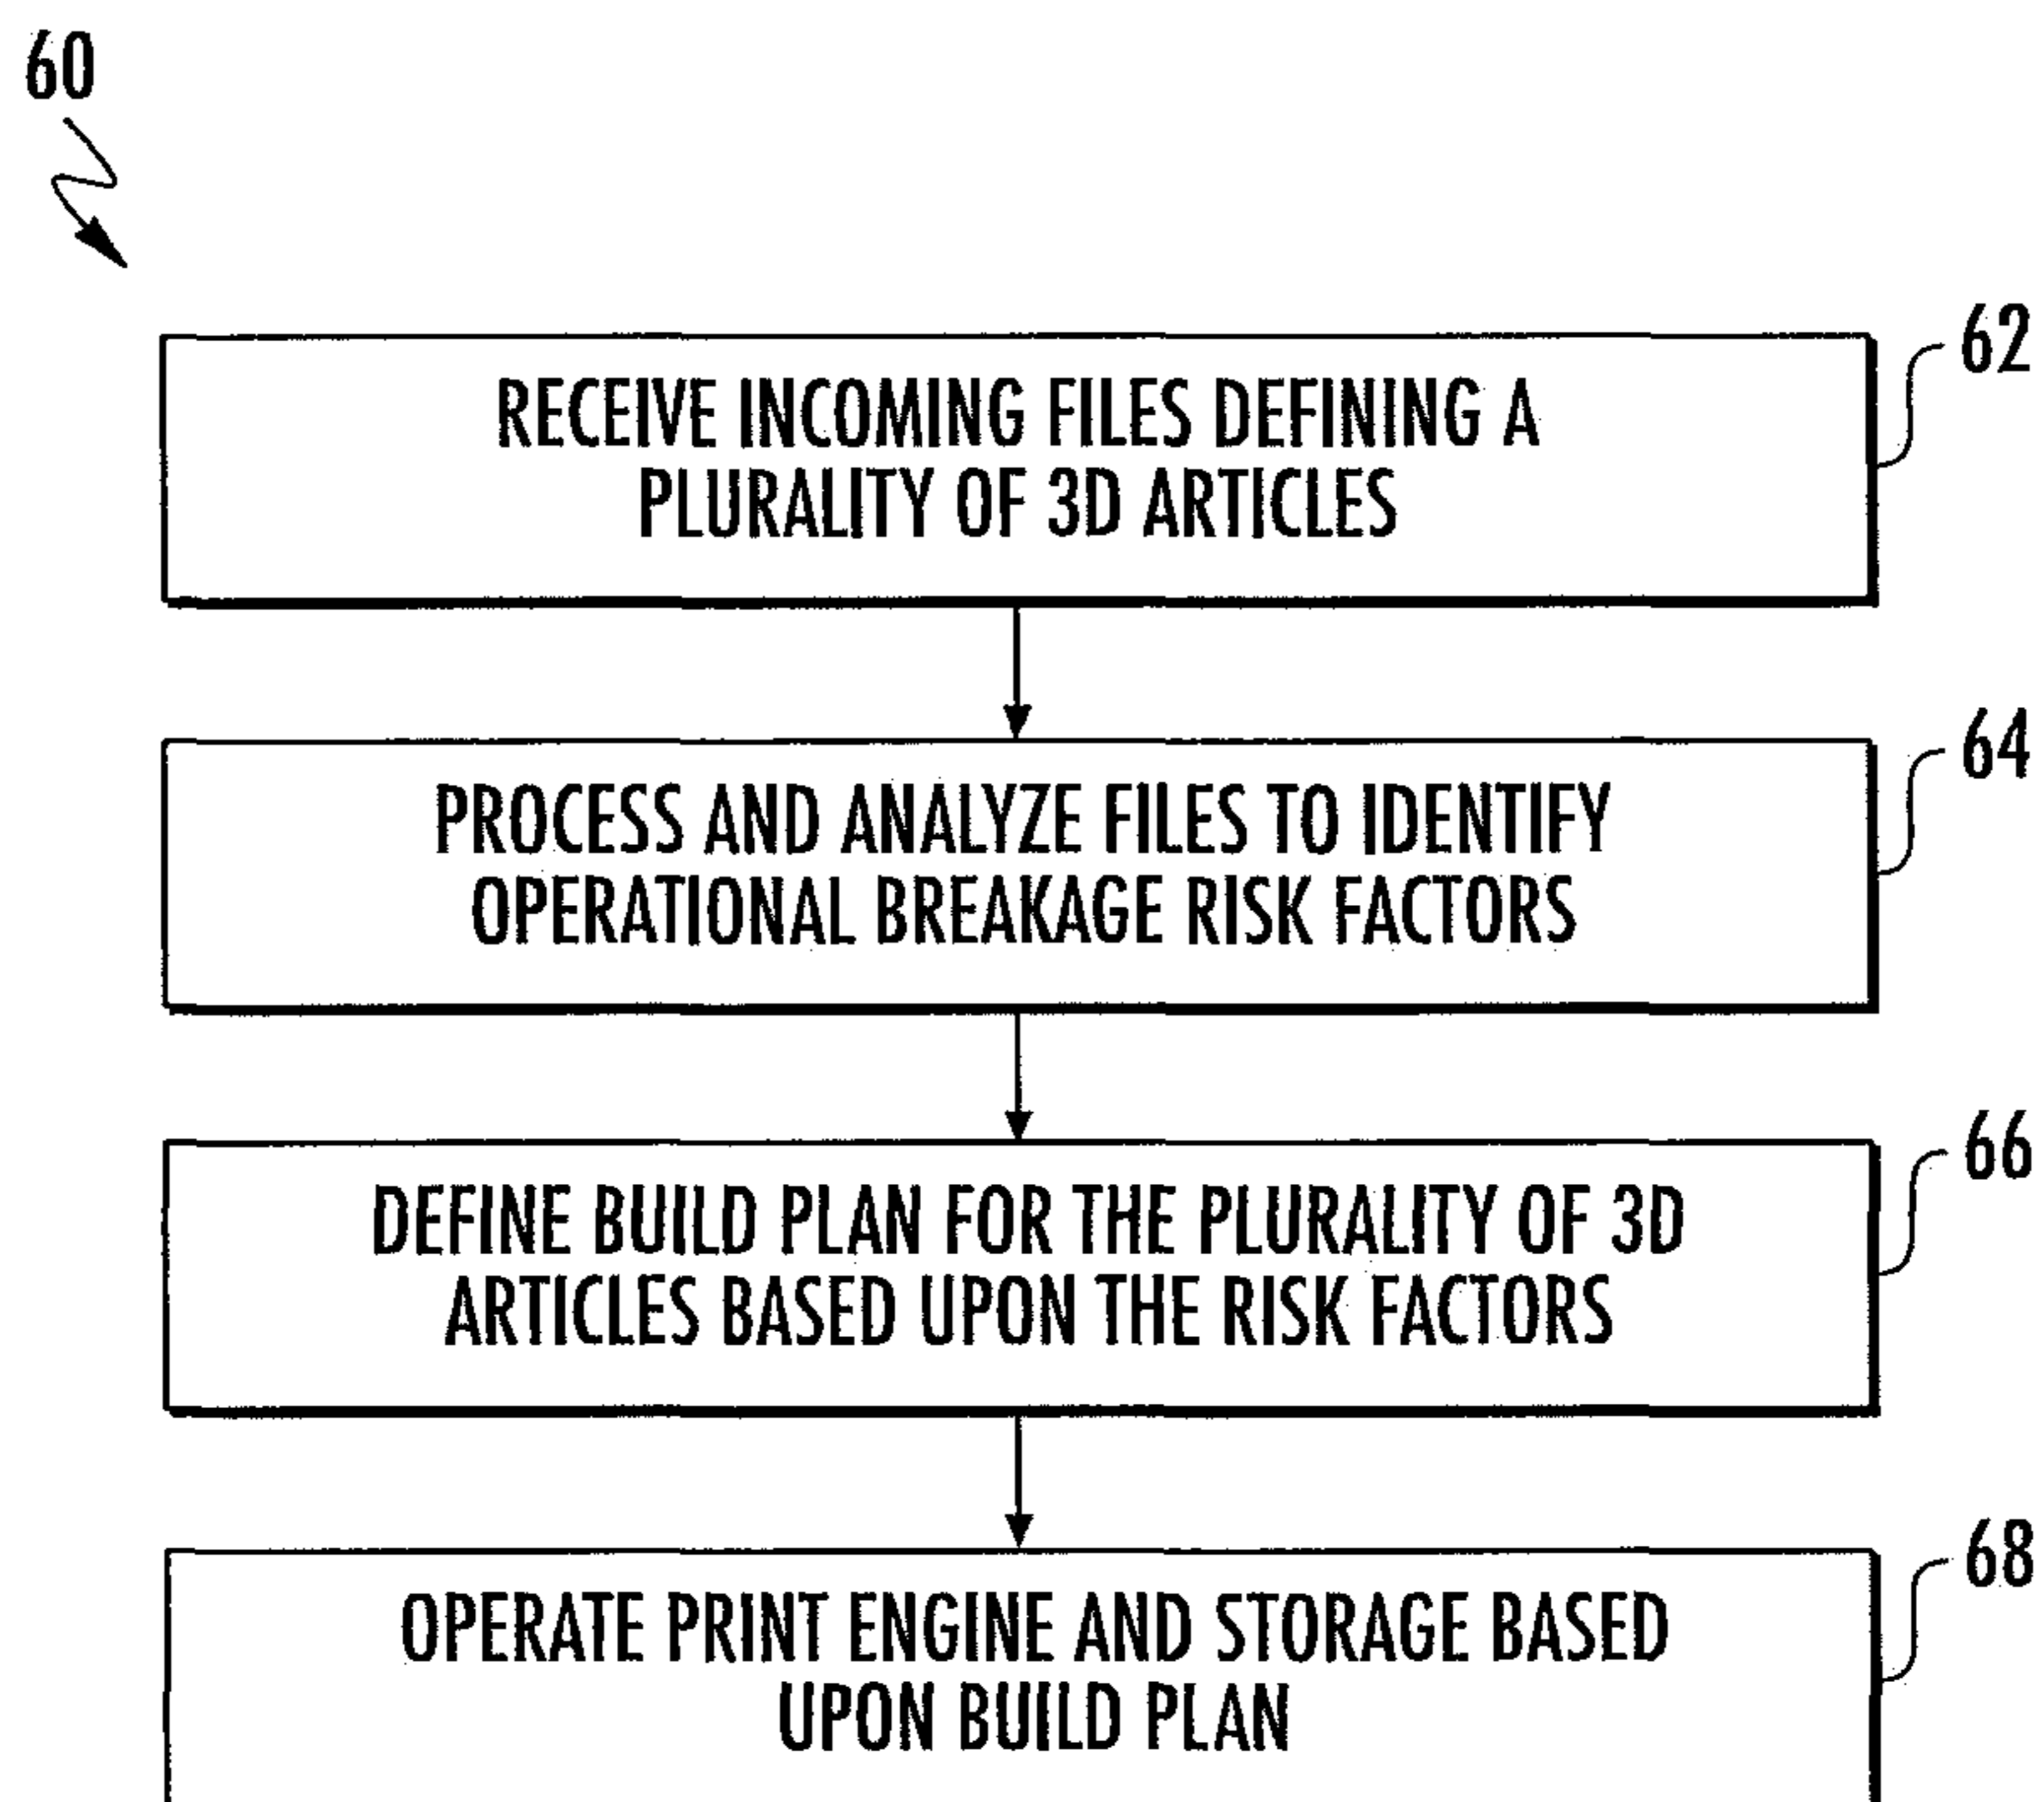 60
62
RECEIVE INCOMING FILES DEFINING A
PLURALITY OF 3D ARTICLES
64
PROCESS AND ANALYZE FILES TO IDENTIFY
OPERATIONAL BREAKAGE RISK FACTORS
66
DEFINE BUILD PLAN FOR THE PLURALITY OF 3D
ARTICLES BASED UPON THE RISK FACTORS
68
OPERATE PRINT ENGINE AND STORAGE BASED
UPON BUILD PLAN